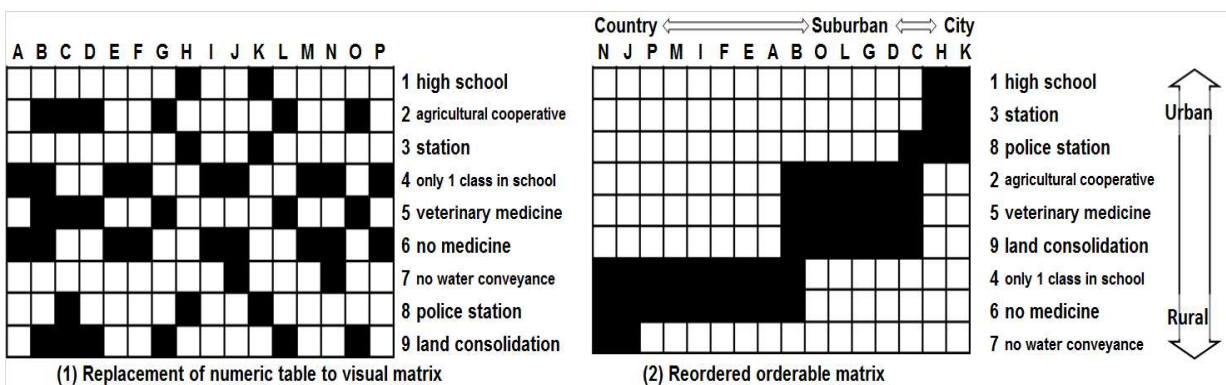 A B C D E F G H I J K L M N O P
1 high school
2 agricultural cooperative
3 station
4 only 1 class in school
5 veterinary medicine
6 no medicine
7 no water conveyance
8 police station
9 land consolidation
(1) Replacement of numeric table to visual matrix
Country Suburban City
N J P M I F E A B O L G D C H K
1 high school
3 station
8 police station
2 agricultural cooperative
5 veterinary medicine
9 land consolidation
4 only 1 class in school
6 no medicine
7 no water conveyance
Urban
Rural
(2) Reordered orderable matrix